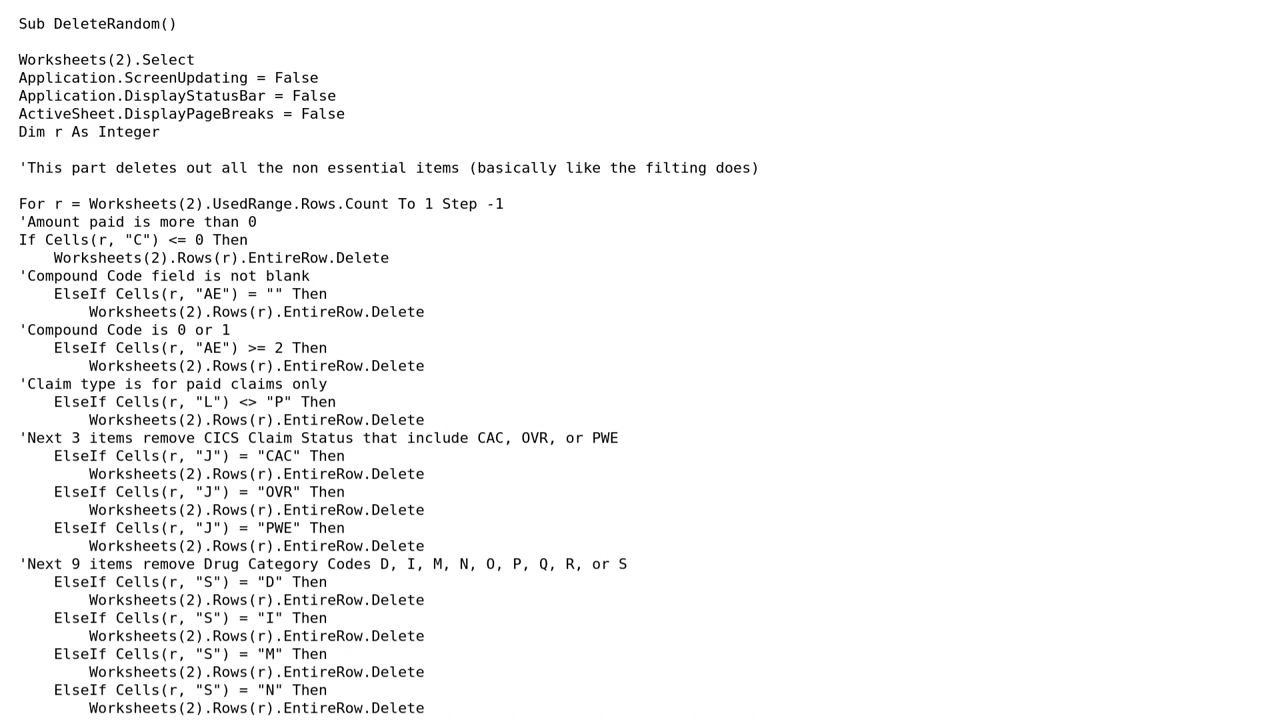 Sub DeleteRandom()
Worksheets(2).Select
Application.ScreenUpdating = False
Application.DisplayStatusBar = False
ActiveSheet.DisplayPageBreaks = False
Dim r As Integer
'This part deletes out all the non essential items (basically like the filting does)
For r = Worksheets(2).UsedRange.Rows.Count To 1 Step -1
'Amount paid is more than 0
If Cells(r, "C") <= 0 Then
    Worksheets(2).Rows(r).EntireRow.Delete
'Compound Code field is not blank
    ElseIf Cells(r, "AE") = "" Then
        Worksheets(2).Rows(r).EntireRow.Delete
'Compound Code is 0 or 1
    ElseIf Cells(r, "AE") >= 2 Then
        Worksheets(2).Rows(r).EntireRow.Delete
'Claim type is for paid claims only
    ElseIf Cells(r, "L") <> "P" Then
        Worksheets(2).Rows(r).EntireRow.Delete
'Next 3 items remove CICS Claim Status that include CAC, OVR, or PWE
    ElseIf Cells(r, "J") = "CAC" Then
        Worksheets(2).Rows(r).EntireRow.Delete
    ElseIf Cells(r, "J") = "OVR" Then
        Worksheets(2).Rows(r).EntireRow.Delete
    ElseIf Cells(r, "J") = "PWE" Then
        Worksheets(2).Rows(r).EntireRow.Delete
'Next 9 items remove Drug Category Codes D, I, M, N, O, P, Q, R, or S
    ElseIf Cells(r, "S") = "D" Then
        Worksheets(2).Rows(r).EntireRow.Delete
    ElseIf Cells(r, "S") = "I" Then
        Worksheets(2).Rows(r).EntireRow.Delete
    ElseIf Cells(r, "S") = "M" Then
        Worksheets(2).Rows(r).EntireRow.Delete
    ElseIf Cells(r, "S") = "N" Then
        Worksheets(2).Rows(r).EntireRow.Delete